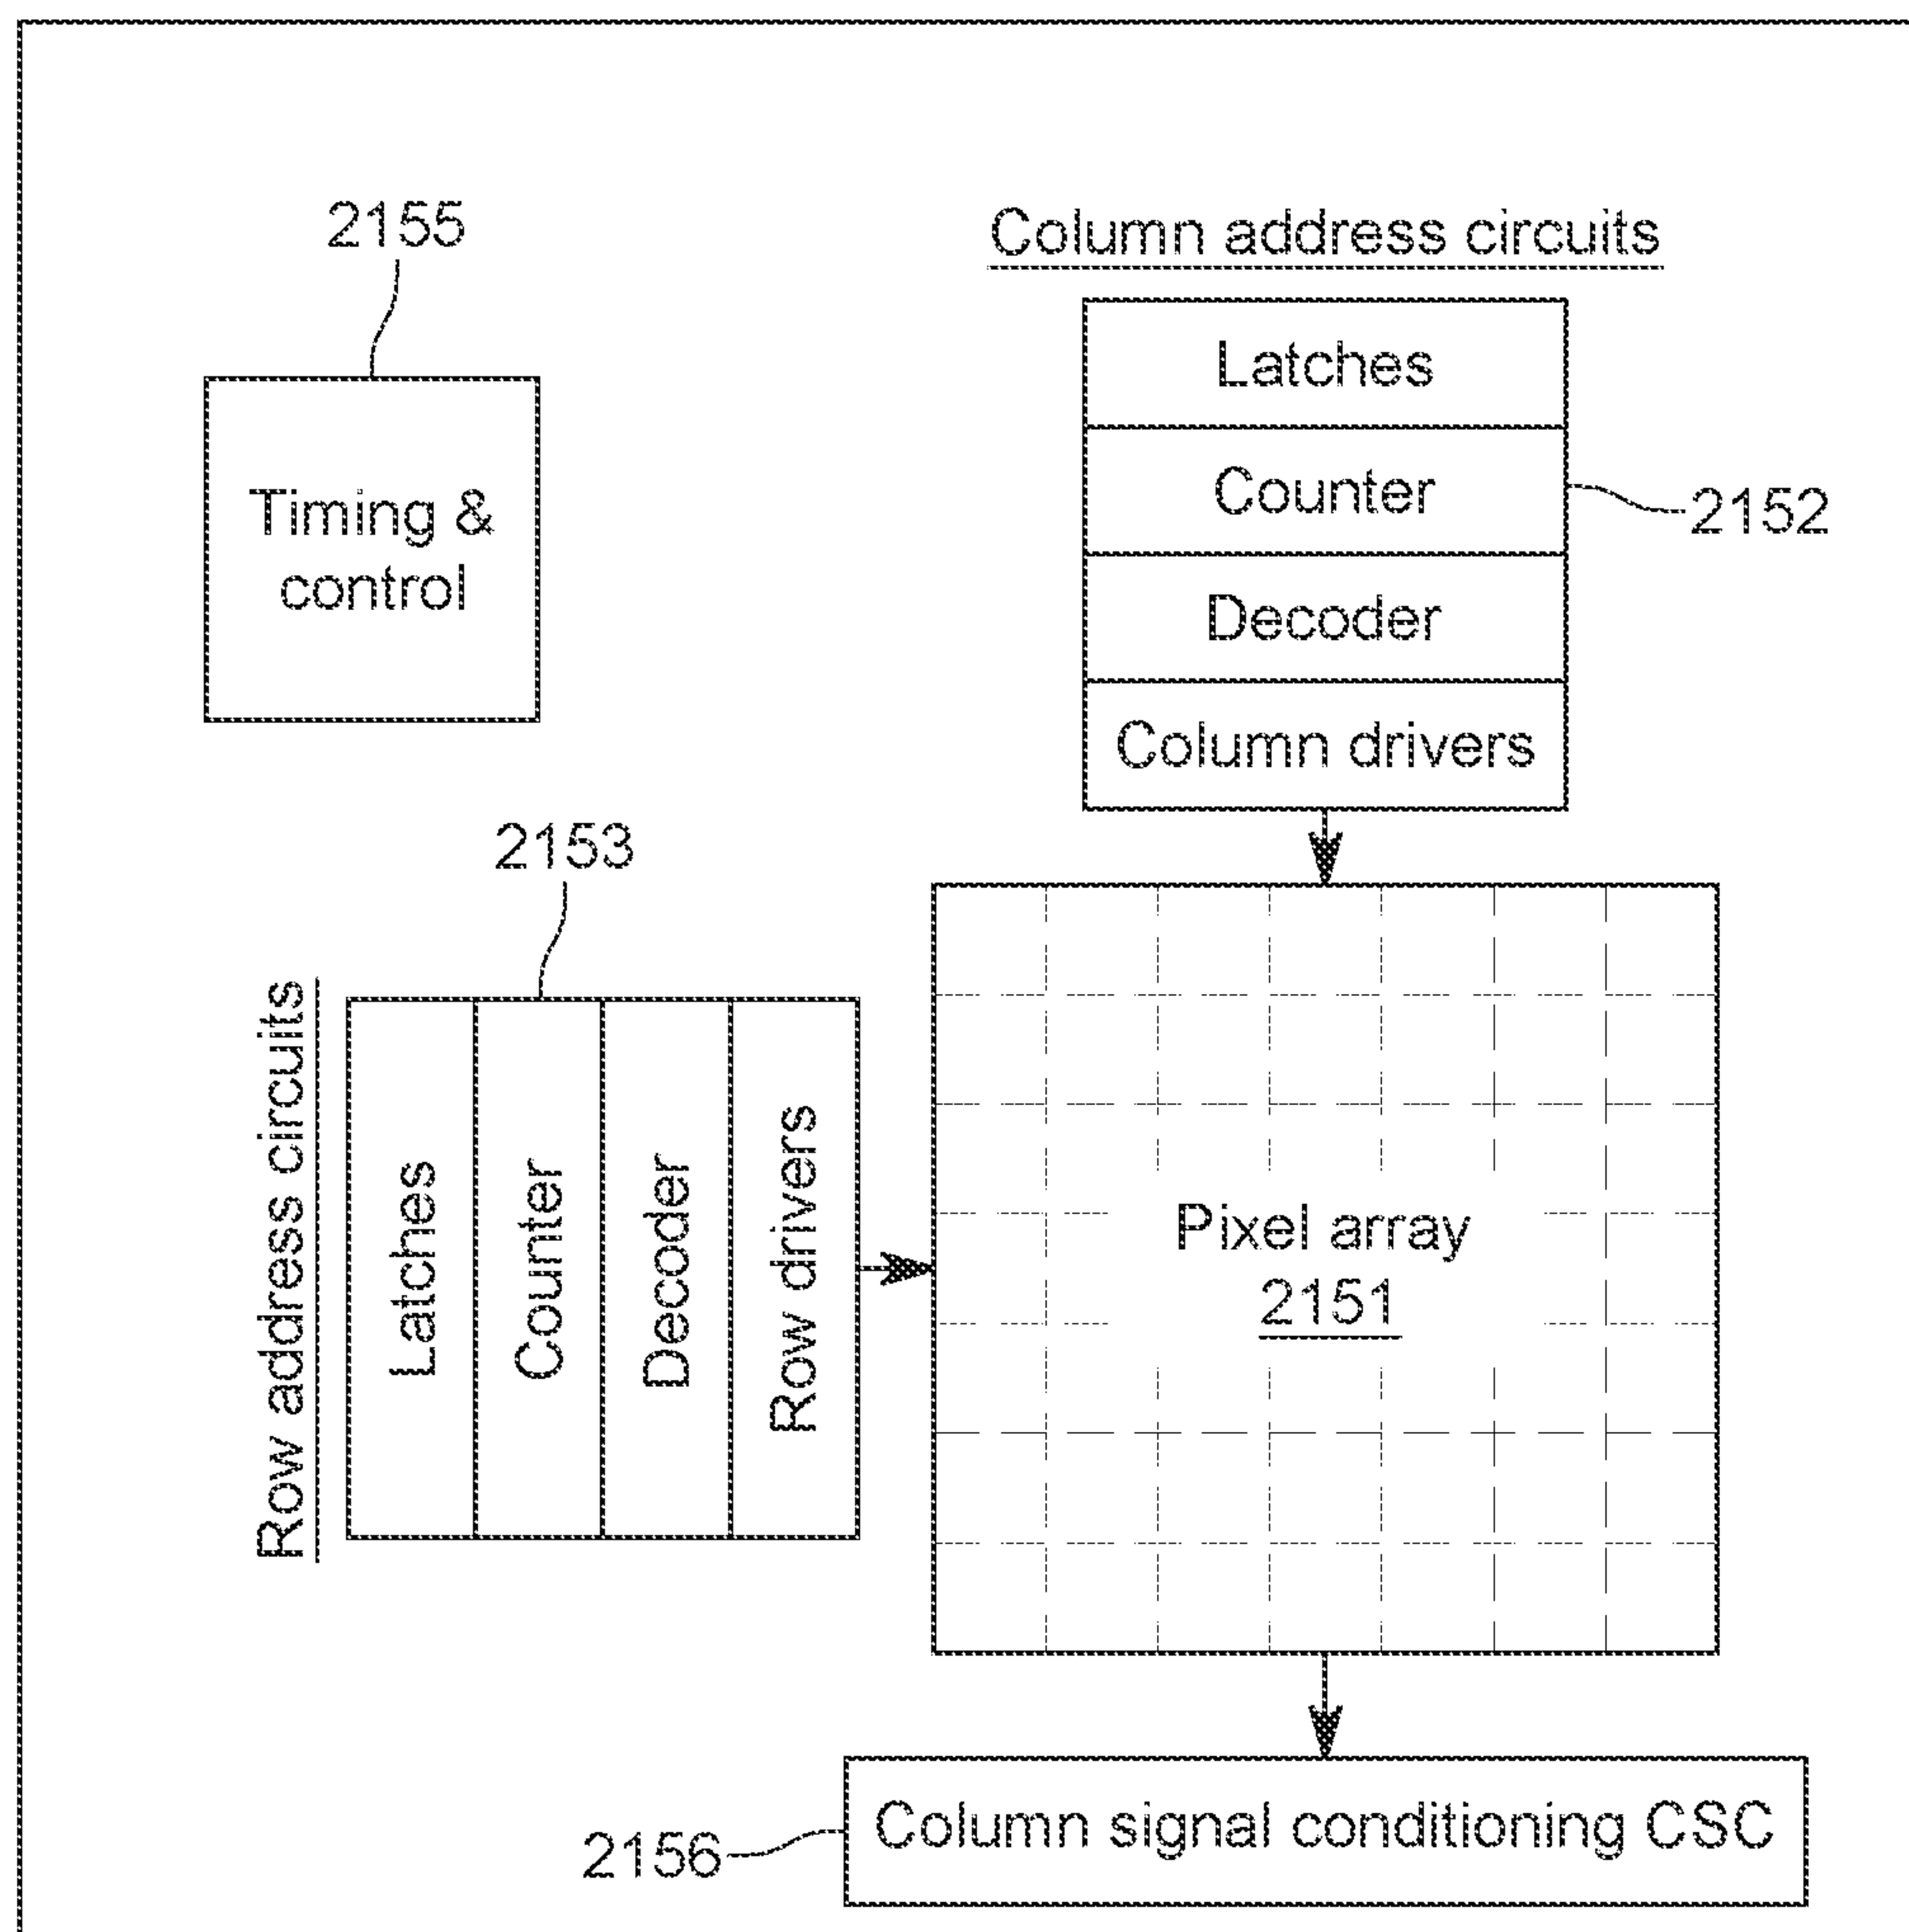 2155
Column address circuits
Latches
Counter
2152
Timing &
control
Decoder
Column drivers
2153
Row address circuits
Latches
Counter
Decoder
Row drivers
Pixel array
2151
Column signal conditioning CSC
2156